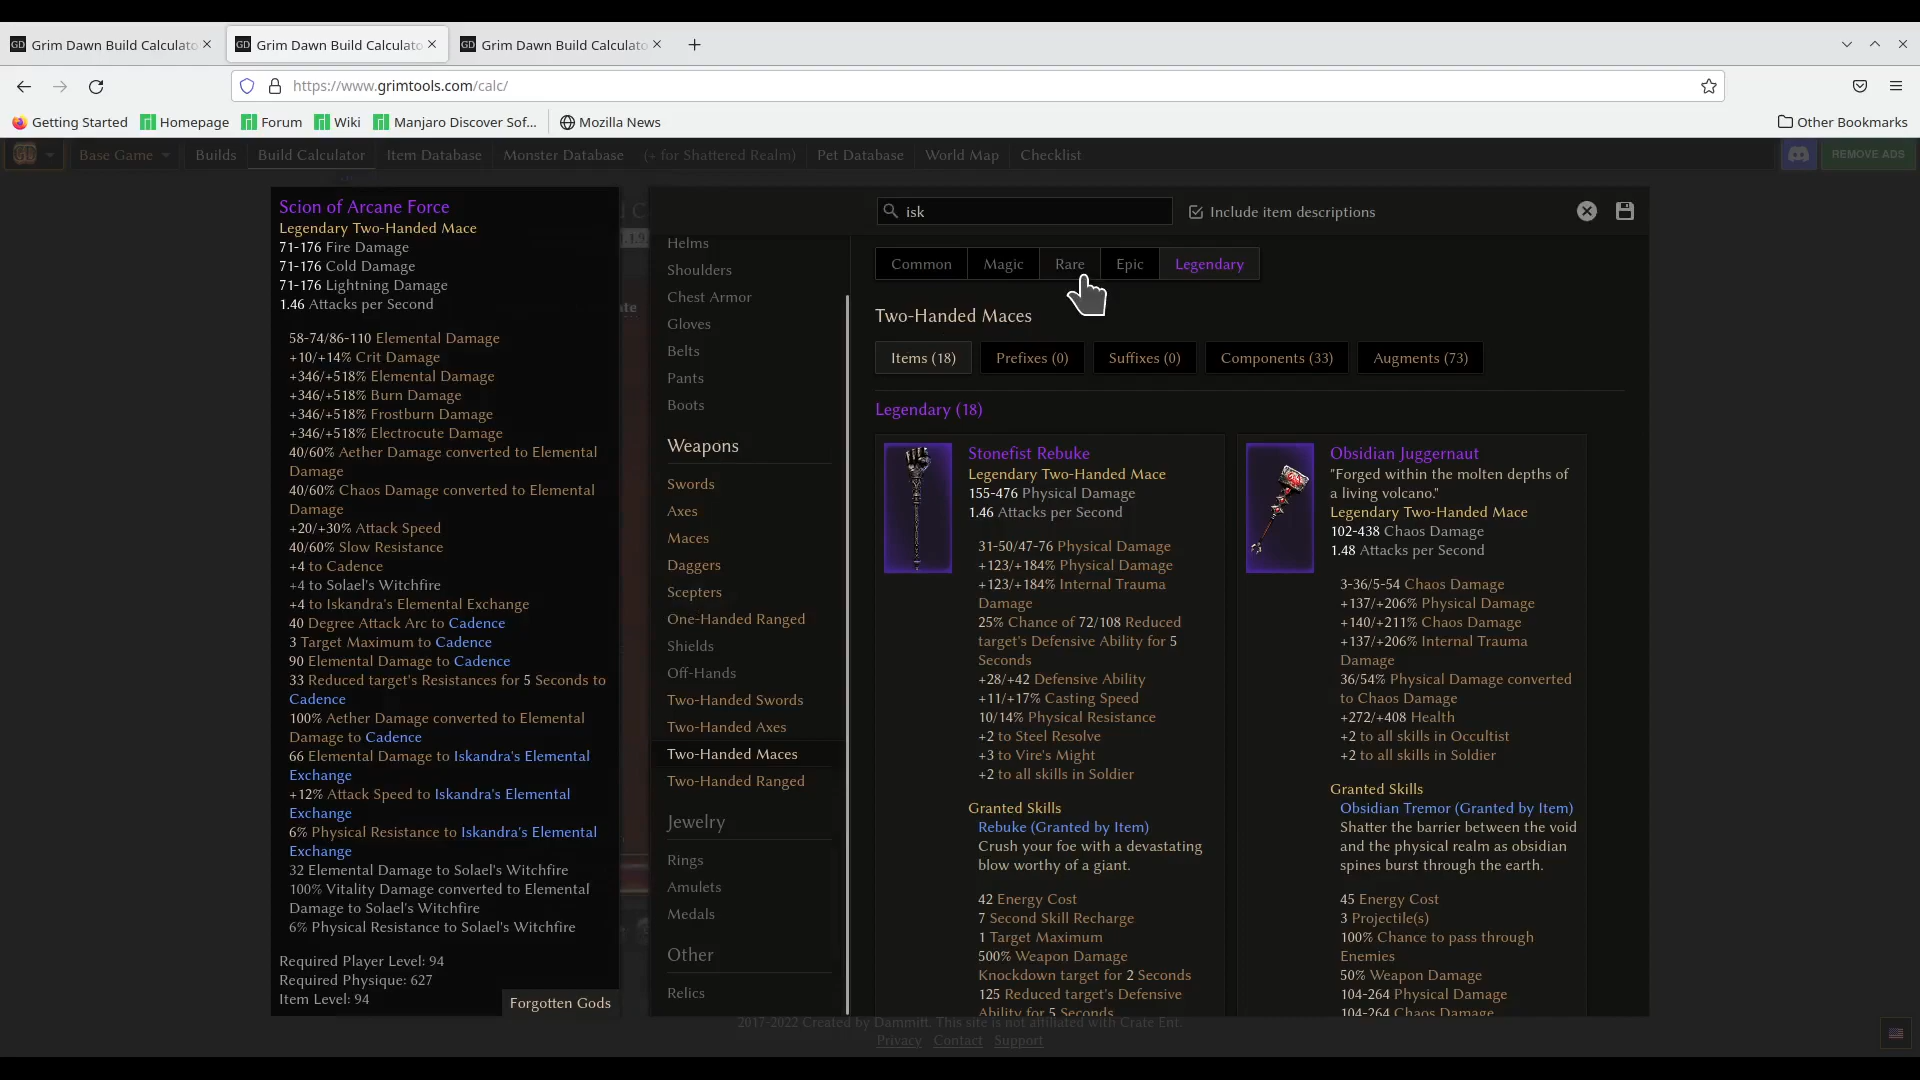 Grim Dawn Build Calculato
Grim Dawn Build Calculato
Grim Dawn Build Calculato
https://www.grimtools.com/calc/
Getting Started
Homepage
Forum
Wiki
Manjaro Discover Sof...
Mozilla News
Other Bookmarks
Base Game
Builds
Build Calculator
Item Database
Monster Database
(+ for Shattered Realm)
Pet Database
World Map
Checklist
REMOVE ADS
Scion of Arcane Force
Legendary Two-Handed Mace
71-176 Fire Damage
71-176 Cold Damage
71-176 Lightning Damage
1.46 Attacks per Second
58-74/86-110 Elemental Damage
+10/+14% Crit Damage
+346/+518% Elemental Damage
+346/+518% Burn Damage
+346/+518% Frostburn Damage
+346/+518% Electrocute Damage
40/60% Aether Damage converted to Elemental
Damage
40/60% Chaos Damage converted to Elemental
Damage
+20/+30% Attack Speed
40/60% Slow Resistance
+4 to Cadence
+4 to Solael's Witchfire
+4 to Iskandra's Elemental Exchange
40 Degree Attack Arc to Cadence
3 Target Maximum to Cadence
90 Elemental Damage to Cadence
33 Reduced target's Resistances for 5 Seconds to
Cadence
100% Aether Damage converted to Elemental
Damage to Cadence
66 Elemental Damage to Iskandra's Elemental
Exchange
+12% Attack Speed to Iskandra's Elemental
Exchange
6% Physical Resistance to Iskandra's Elemental
Exchange
32 Elemental Damage to Solael's Witchfire
100% Vitality Damage converted to Elemental
Damage to Solael's Witchfire
6% Physical Resistance to Solael's Witchfire
Required Player Level: 94
Required Physique: 627
Item Level: 94
Forgotten Gods
isk
Include item descriptions
Helms
Shoulders
Chest Armor
Gloves
Belts
Pants
Boots
Weapons
Swords
Axes
Maces
Daggers
Scepters
One-Handed Ranged
Shields
Off-Hands
Two-Handed Swords
Two-Handed Axes
Two-Handed Maces
Two-Handed Ranged
Jewelry
Rings
Amulets
Medals
Other
Relics
Common
Magic
Rare
Epic
Legendary
Two-Handed Maces
Items (18)
Prefixes (0)
Suffixes (0)
Components (33)
Augments (73)
Legendary (18)
Stonefist Rebuke
Legendary Two-Handed Mace
155-476 Physical Damage
1.46 Attacks per Second
31-50/47-76 Physical Damage
+123/+184% Physical Damage
+123/+184% Internal Trauma
Damage
25% Chance of 72/108 Reduced
target's Defensive Ability for 5
Seconds
+28/+42 Defensive Ability
+11/+17% Casting Speed
10/14% Physical Resistance
+2 to Steel Resolve
+3 to Vire's Might
+2 to all skills in Soldier
Granted Skills
Rebuke (Granted by Item)
Crush your foe with a devastating
blow worthy of a giant.
42 Energy Cost
7 Second Skill Recharge
1 Target Maximum
500% Weapon Damage
Knockdown target for 2 Seconds
125 Reduced target's Defensive
Ability for 5 Seconds
Obsidian Juggernaut
"Forged within the molten depths of
a living volcano."
Legendary Two-Handed Mace
102-438 Chaos Damage
1.48 Attacks per Second
3-36/5-54 Chaos Damage
+137/+206% Physical Damage
+140/+211% Chaos Damage
+137/+206% Internal Trauma
Damage
36/54% Physical Damage converted
to Chaos Damage
+272/+408 Health
+2 to all skills in Occultist
+2 to all skills in Soldier
Granted Skills
Obsidian Tremor (Granted by Item)
Shatter the barrier between the void
and the physical realm as obsidian
spines burst through the earth.
45 Energy Cost
3 Projectile(s)
100% Chance to pass through
Enemies
50% Weapon Damage
104-264 Physical Damage
104-264 Chaos Damage
2017-2022 Created by Dammitt. This site is not affiliated with Crate Ent.
Privacy
Contact
Support